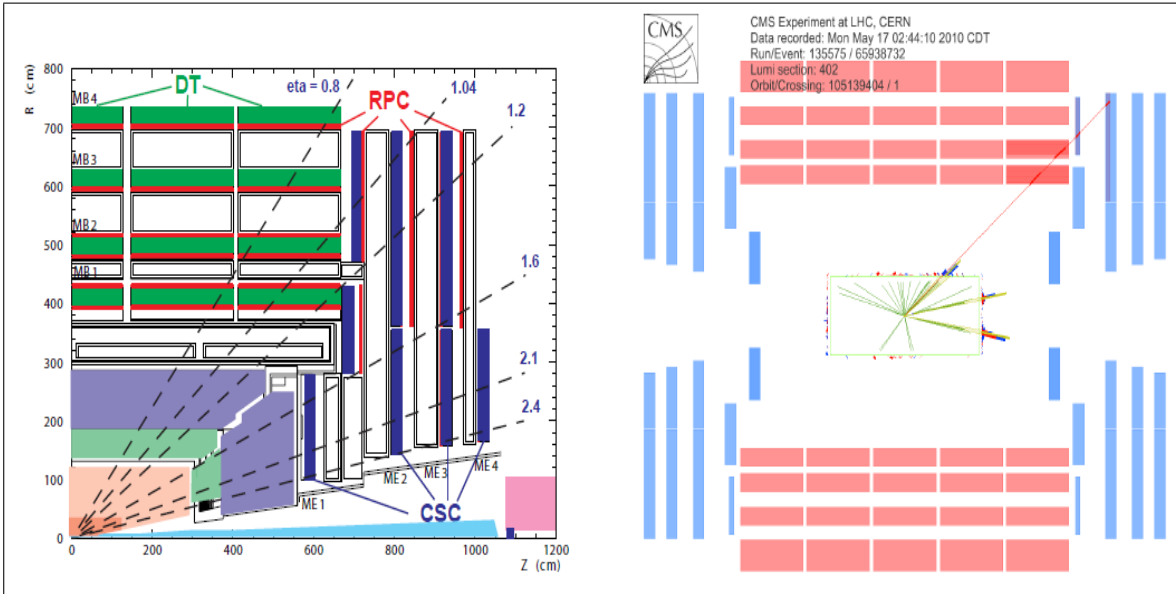 R (cm)
800
700
600
500
400
300
200
100
0
MB 4
MB 3
MB 2
MB 1
DT
eta = 0.8
RPC
1.04
1.2
1.6
2.1
2.4
ME 1
ME 2
ME 3
ME 4
CSC
0
200
400
600
800
1000
1200
Z (cm)
CMS
CMS Experiment at LHC, CERN
Data recorded: Mon May 17 02:44:10 2010 CDT
Run/Event: 135575 / 65938732
Lumi section: 402
Orbit/Crossing: 105139404 / 1